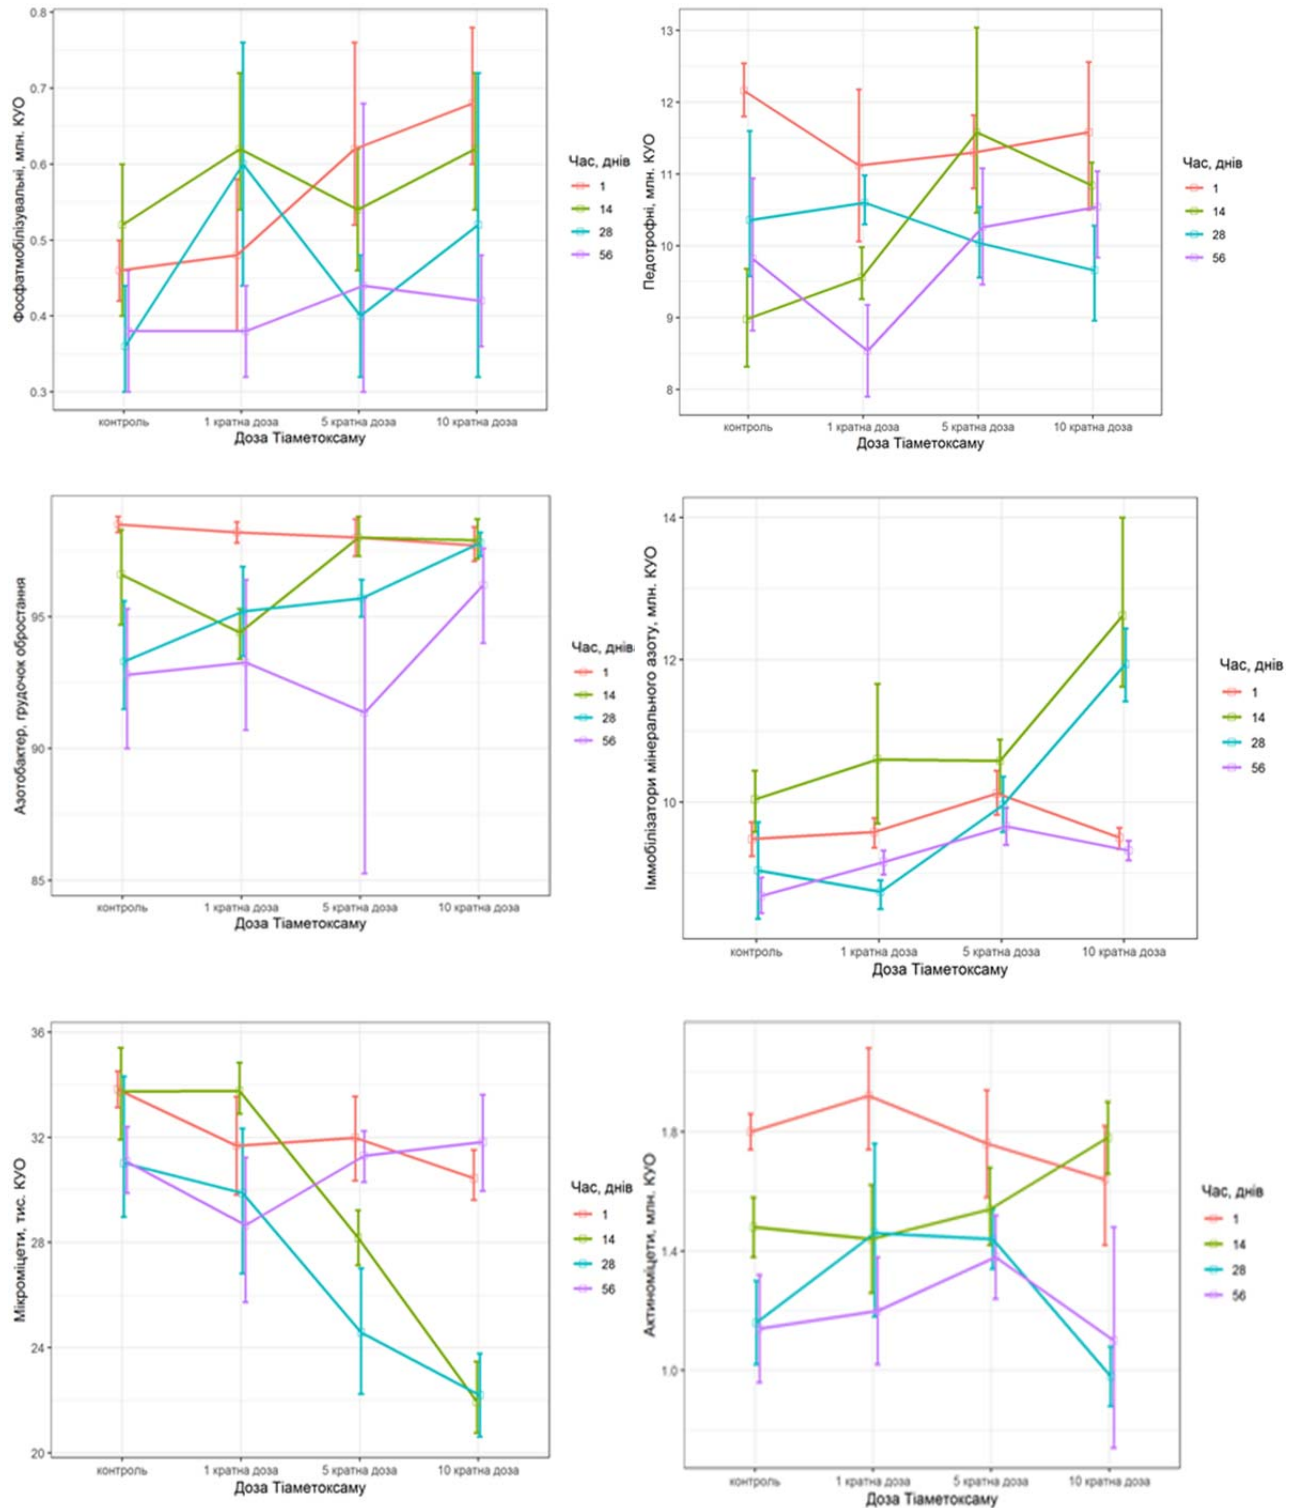 Фосфатмобілізувальні, млн. КУО
0.8
0.7
0.6
0.5
0.4
0.3
контроль 1 кратна доза 5 кратна доза 10 кратна доза
Доза Тіаметоксаму
Час, днів
1
14
28
56
Педотрофні, млн. КУО
13
12
11
10
9
8
контроль 1 кратна доза 5 кратна доза 10 кратна доза
Доза Тіаметоксаму
Час, днів
1
14
28
56
Азотобактер, грудочок обростання
95
90
85
контроль 1 кратна доза 5 кратна доза 10 кратна доза
Доза Тіаметоксаму
Час, днів
1
14
28
56
Іммобілізатори мінерального азоту, млн. КУО
14
12
10
контроль 1 кратна доза 5 кратна доза 10 кратна доза
Доза Тіаметоксаму
Час, днів
1
14
28
56
Мікроміцети, тис. КУО
36
32
28
24
20
контроль 1 кратна доза 5 кратна доза 10 кратна доза
Доза Тіаметоксаму
Час, днів
1
14
28
56
Актиноміцети, млн. КУО
1.8
1.4
1.0
контроль 1 кратна доза 5 кратна доза 10 кратна доза
Доза Тіаметоксаму
Час, днів
1
14
28
56